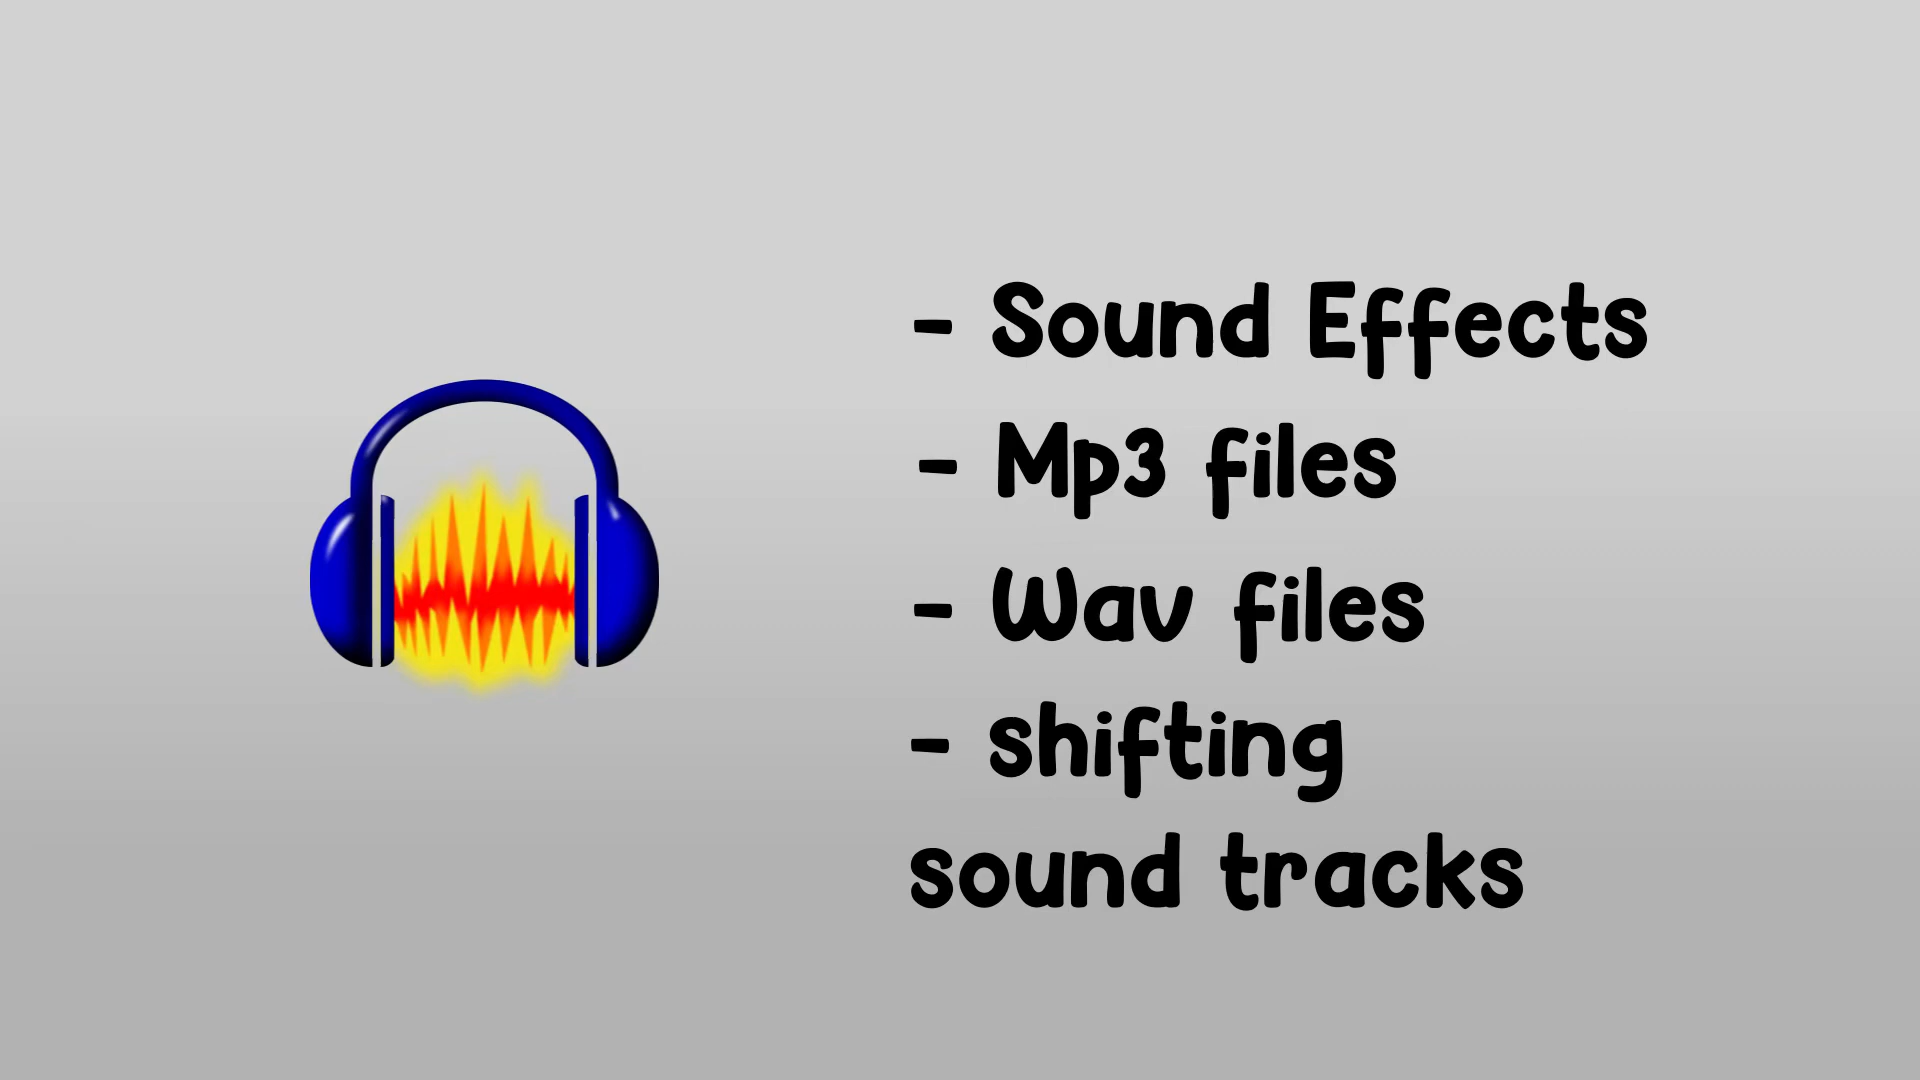 - Sound Effects
- Mp3 files
- Wav files
- shifting
sound tracks